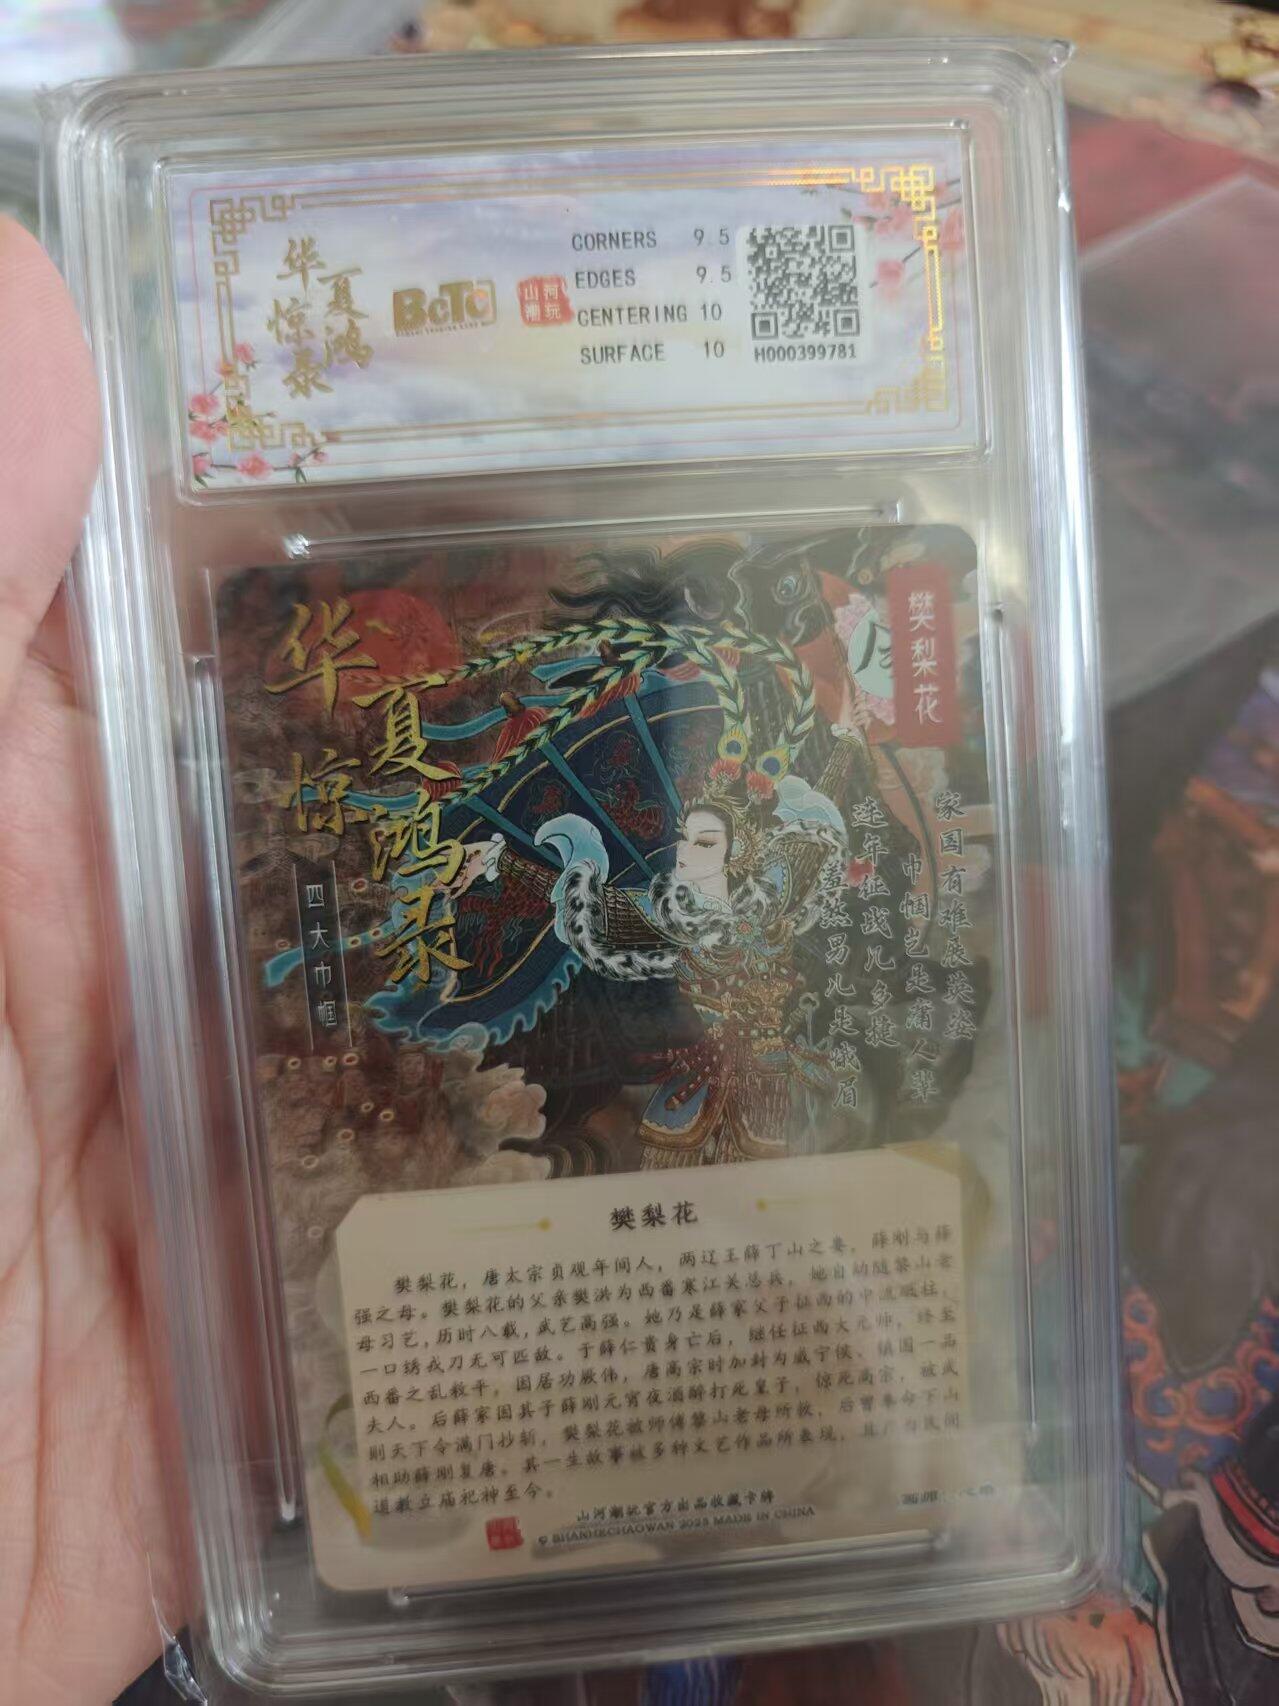 华夏
惊鸿
录
BCTC
山河
潮玩
CORNERS 9.5
EDGES 9.5
CENTERING 10
SURFACE 10
H000399781
华夏
惊鸿录
四大巾帼
樊梨花
家国有难展英姿
巾帼岂是庸人辈
连年征战几多捷
羞煞男儿是蛾眉
樊梨花
樊梨花，唐太宗贞观年间人，两辽王薛丁山之妻，薛刚与薛
强之母。樊梨花的父亲樊洪为西番寒江关总兵，她自幼随黎山老
母习艺，历时八载，武艺高强。她乃是薛家父子征西的中流砥柱，
一口绣戎刀无可匹敌。于薛仁贵身亡后，继任征西大元帅，终至
西番之乱救平，因居功厥伟，唐高宗时加封为威宁侯、镇国一品
夫人。后薛家因其子薛刚元宵夜酒醉打死皇子，惊死高宗，被武
则天下令满门抄斩，樊梨花被师傅黎山老母所救，后曾奉命下山
相助薛刚复唐。其一生故事被多种文艺作品所表现，且广为民间
道教立庙祀神至今。
山河潮玩官方出品收藏卡牌
© SHANHECHAOWAN 2023 MADE IN CHINA